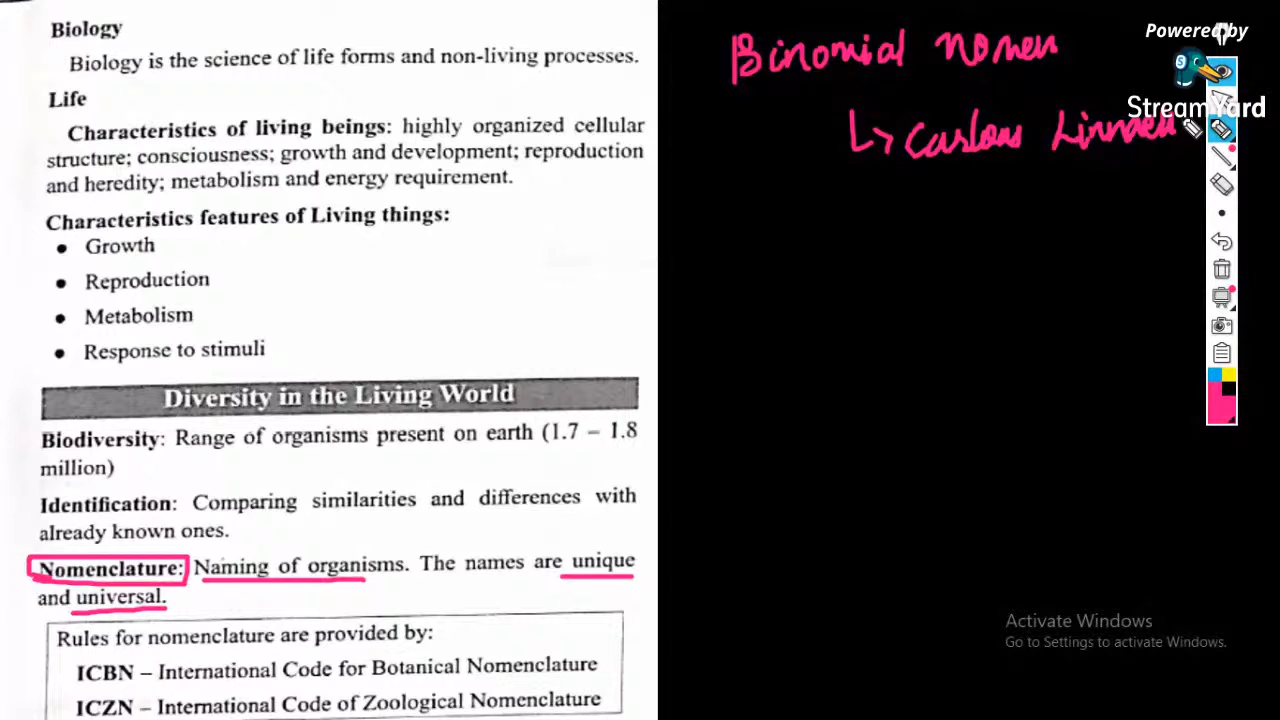 Biology
Biology is the science of life forms and non-living processes.
Life
Characteristics of living beings: highly organized cellular
structure; consciousness; growth and development; reproduction
and heredity; metabolism and energy requirement.
Characteristics features of Living things:
• Growth
• Reproduction
• Metabolism
• Response to stimuli
Diversity in the Living World
Biodiversity: Range of organisms present on earth (1.7 – 1.8
million)
Identification: Comparing similarities and differences with
already known ones.
Nomenclature: Naming of organisms. The names are unique
and universal.
Rules for nomenclature are provided by:
ICBN – International Code for Botanical Nomenclature
ICZN – International Code of Zoological Nomenclature
Binomial nomen
↳ Carlous Linnaeu
Powered by
StreamYard
Activate Windows
Go to Settings to activate Windows.